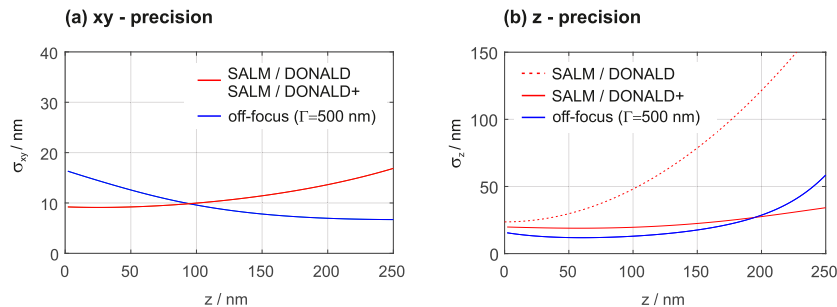 (a) xy - precision
40
30
20
10
0
σxy / nm
SALM / DONALD
SALM / DONALD+
off-focus (Γ=500 nm)
0
50
100
150
200
250
z / nm
(b) z - precision
150
100
50
0
σz / nm
SALM / DONALD
SALM / DONALD+
off-focus (Γ=500 nm)
0
50
100
150
200
250
z / nm